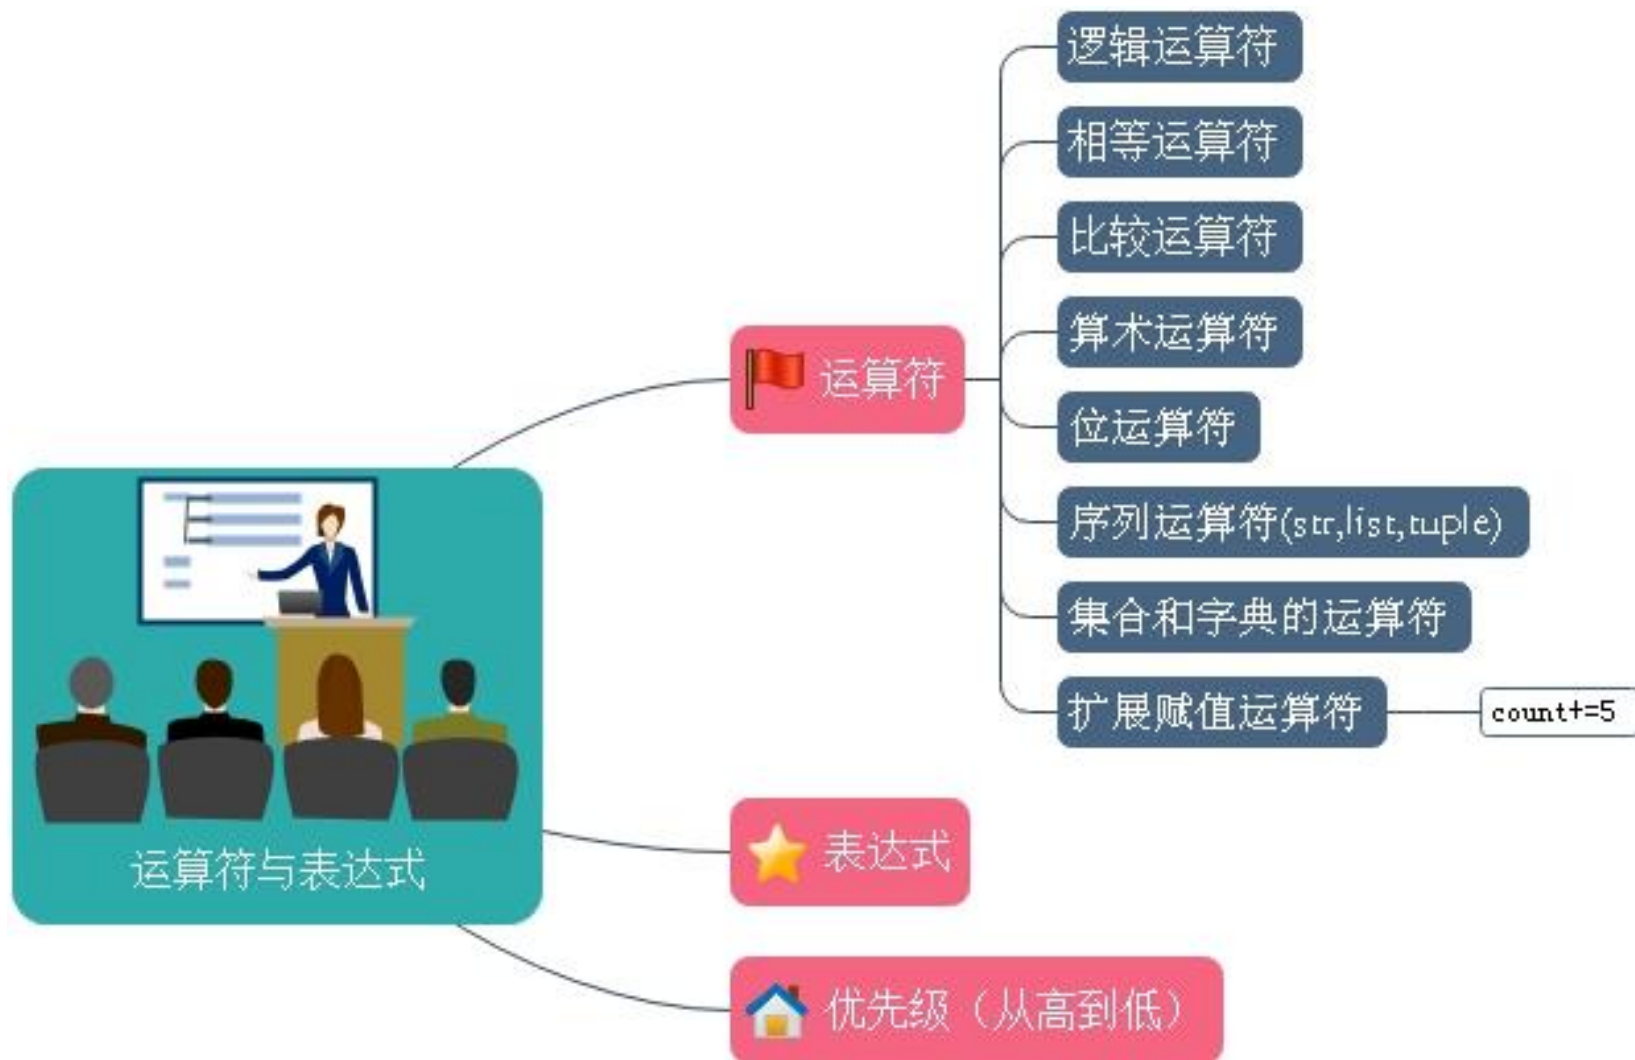 运算符与表达式
运算符
逻辑运算符
相等运算符
比较运算符
算术运算符
位运算符
序列运算符(str,list,tuple)
集合和字典的运算符
扩展赋值运算符
count+=5
表达式
优先级（从高到低）